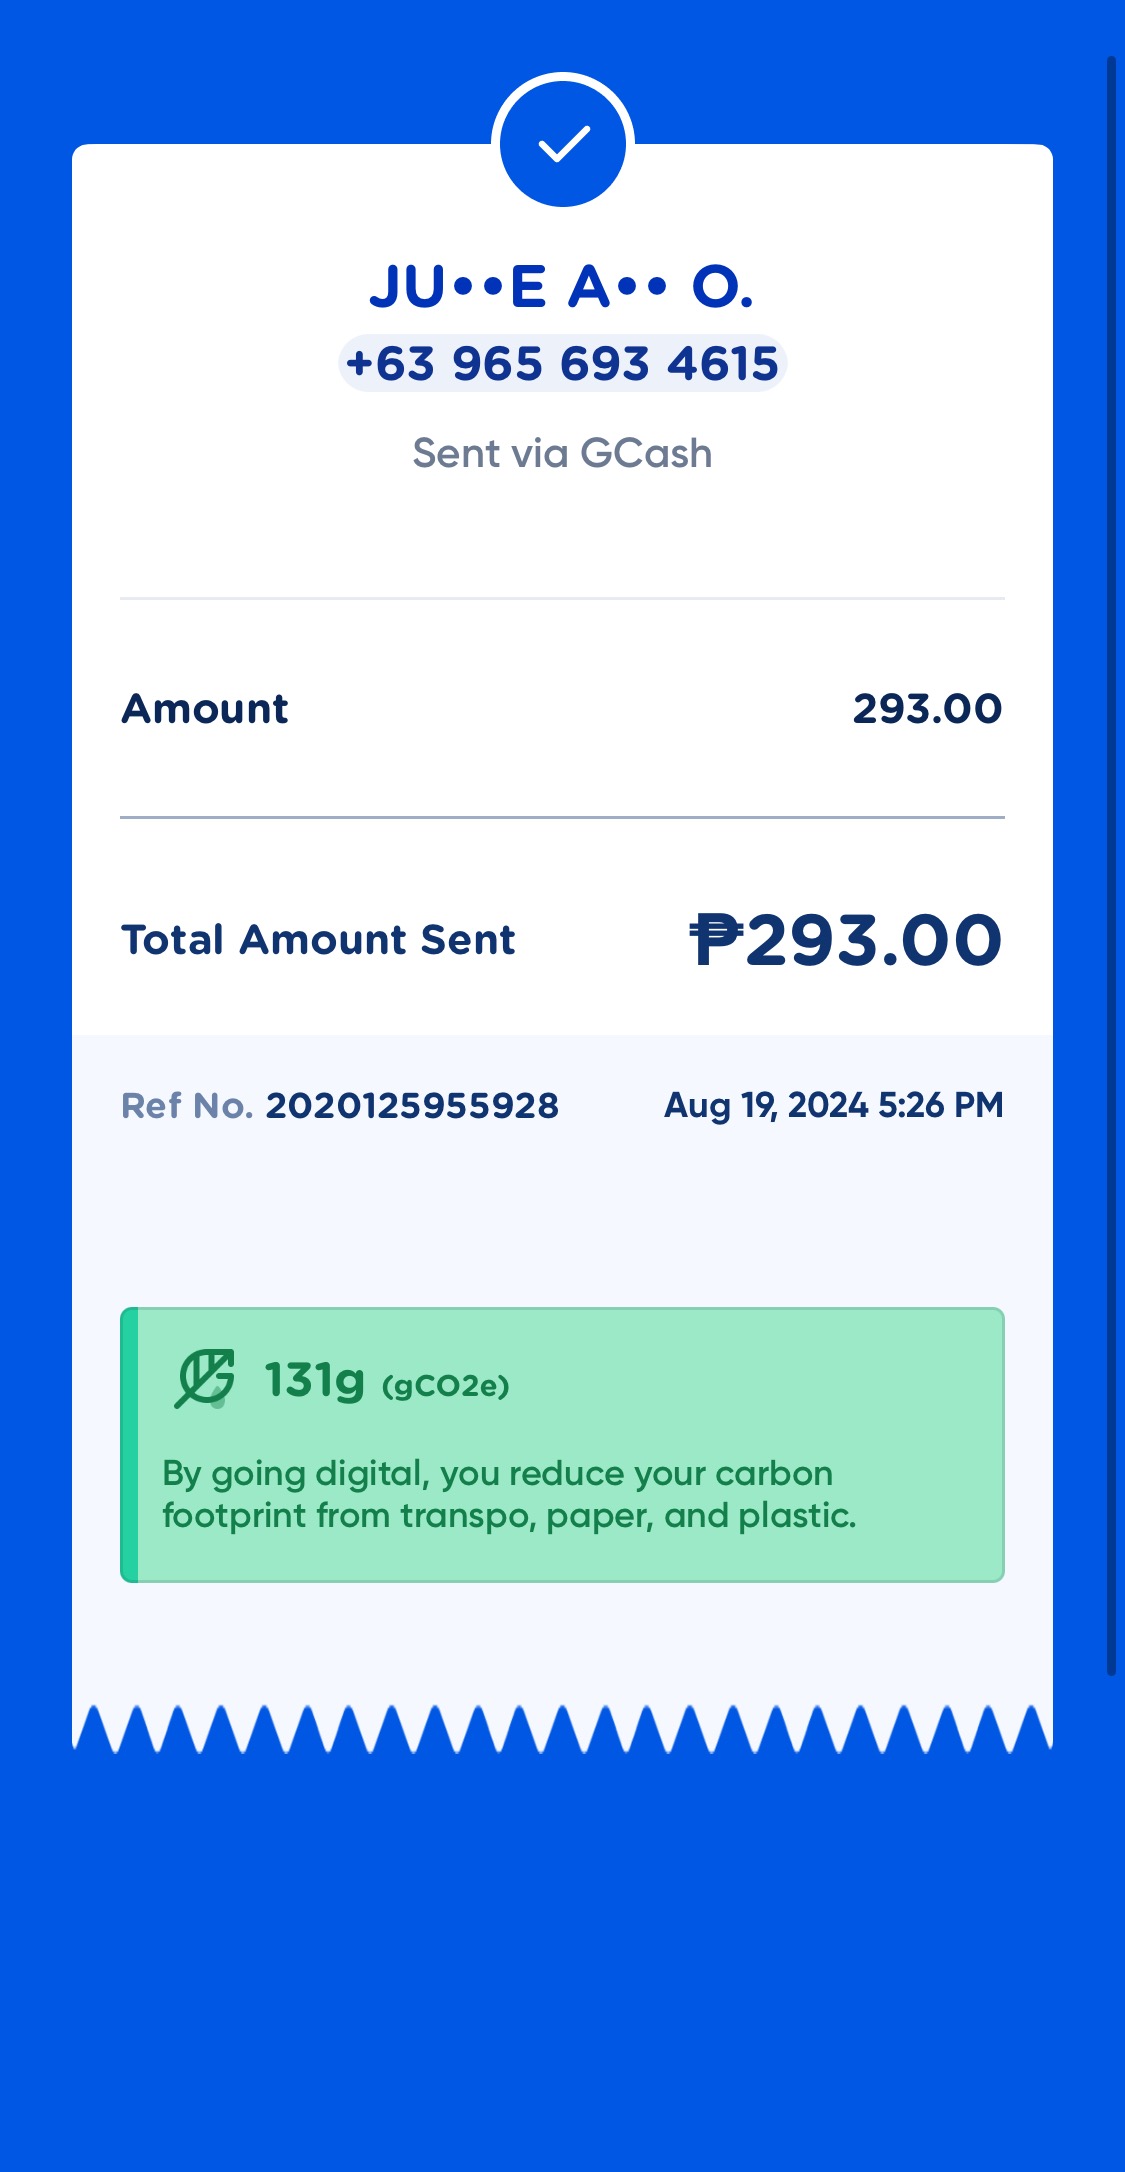 JU••E A•• O.
+63 965 693 4615
Sent via GCash
Amount 293.00
Total Amount Sent ₱293.00
Ref No. 2020125955928 Aug 19, 2024 5:26 PM
131g (gCO2e)
By going digital, you reduce your carbon
footprint from transpo, paper, and plastic.